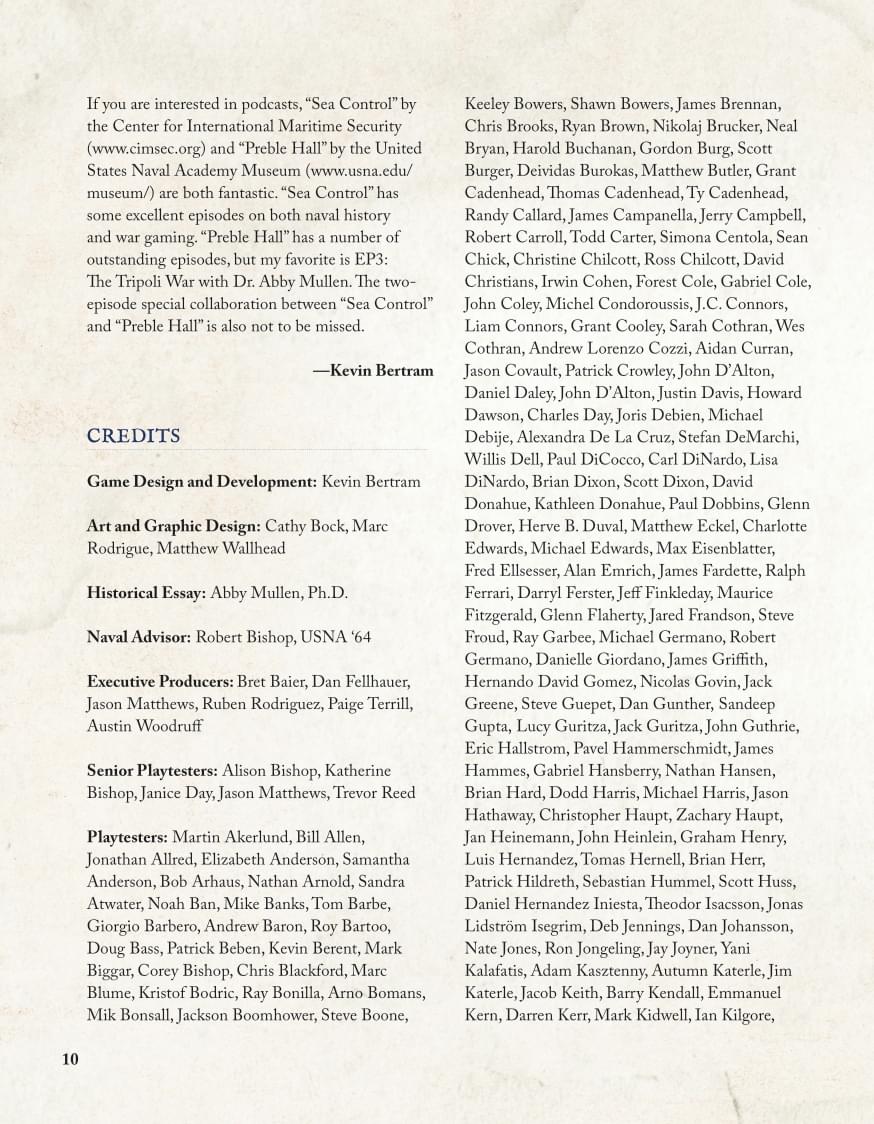 If you are interested in podcasts, “Sea Control” by
the Center for International Maritime Security
(www.cimsec.org) and “Preble Hall” by the United
States Naval Academy Museum (www.usna.edu/
museum/) are both fantastic. “Sea Control” has
some excellent episodes on both naval history
and war gaming. “Preble Hall” has a number of
outstanding episodes, but my favorite is EP3:
The Tripoli War with Dr. Abby Mullen. The two-
episode special collaboration between “Sea Control”
and “Preble Hall” is also not to be missed.
—Kevin Bertram
CREDITS
Game Design and Development: Kevin Bertram
Art and Graphic Design: Cathy Bock, Marc
Rodrigue, Matthew Wallhead
Historical Essay: Abby Mullen, Ph.D.
Naval Advisor: Robert Bishop, USNA ‘64
Executive Producers: Bret Baier, Dan Fellhauer,
Jason Matthews, Ruben Rodriguez, Paige Terrill,
Austin Woodruff
Senior Playtesters: Alison Bishop, Katherine
Bishop, Janice Day, Jason Matthews, Trevor Reed
Playtesters: Martin Akerlund, Bill Allen,
Jonathan Allred, Elizabeth Anderson, Samantha
Anderson, Bob Arhaus, Nathan Arnold, Sandra
Atwater, Noah Ban, Mike Banks, Tom Barbe,
Giorgio Barbero, Andrew Baron, Roy Bartoo,
Doug Bass, Patrick Beben, Kevin Berent, Mark
Biggar, Corey Bishop, Chris Blackford, Marc
Blume, Kristof Bodric, Ray Bonilla, Arno Bomans,
Mik Bonsall, Jackson Boomhower, Steve Boone,
Keeley Bowers, Shawn Bowers, James Brennan,
Chris Brooks, Ryan Brown, Nikolaj Brucker, Neal
Bryan, Harold Buchanan, Gordon Burg, Scott
Burger, Deividas Burokas, Matthew Butler, Grant
Cadenhead, Thomas Cadenhead, Ty Cadenhead,
Randy Callard, James Campanella, Jerry Campbell,
Robert Carroll, Todd Carter, Simona Centola, Sean
Chick, Christine Chilcott, Ross Chilcott, David
Christians, Irwin Cohen, Forest Cole, Gabriel Cole,
John Coley, Michel Condoroussis, J.C. Connors,
Liam Connors, Grant Cooley, Sarah Cothran, Wes
Cothran, Andrew Lorenzo Cozzi, Aidan Curran,
Jason Covault, Patrick Crowley, John D’Alton,
Daniel Daley, John D’Alton, Justin Davis, Howard
Dawson, Charles Day, Joris Debien, Michael
Debije, Alexandra De La Cruz, Stefan DeMarchi,
Willis Dell, Paul DiCocco, Carl DiNardo, Lisa
DiNardo, Brian Dixon, Scott Dixon, David
Donahue, Kathleen Donahue, Paul Dobbins, Glenn
Drover, Herve B. Duval, Matthew Eckel, Charlotte
Edwards, Michael Edwards, Max Eisenblatter,
Fred Ellsesser, Alan Emrich, James Fardette, Ralph
Ferrari, Darryl Ferster, Jeff Finkleday, Maurice
Fitzgerald, Glenn Flaherty, Jared Frandson, Steve
Froud, Ray Garbee, Michael Germano, Robert
Germano, Danielle Giordano, James Griffith,
Hernando David Gomez, Nicolas Govin, Jack
Greene, Steve Guepet, Dan Gunther, Sandeep
Gupta, Lucy Guritza, Jack Guritza, John Guthrie,
Eric Hallstrom, Pavel Hammerschmidt, James
Hammes, Gabriel Hansberry, Nathan Hansen,
Brian Hard, Dodd Harris, Michael Harris, Jason
Hathaway, Christopher Haupt, Zachary Haupt,
Jan Heinemann, John Heinlein, Graham Henry,
Luis Hernandez, Tomas Hernell, Brian Herr,
Patrick Hildreth, Sebastian Hummel, Scott Huss,
Daniel Hernandez Iniesta, Theodor Isacsson, Jonas
Lidström Isegrim, Deb Jennings, Dan Johansson,
Nate Jones, Ron Jongeling, Jay Joyner, Yani
Kalafatis, Adam Kasztenny, Autumn Katerle, Jim
Katerle, Jacob Keith, Barry Kendall, Emmanuel
Kern, Darren Kerr, Mark Kidwell, Ian Kilgore,
10